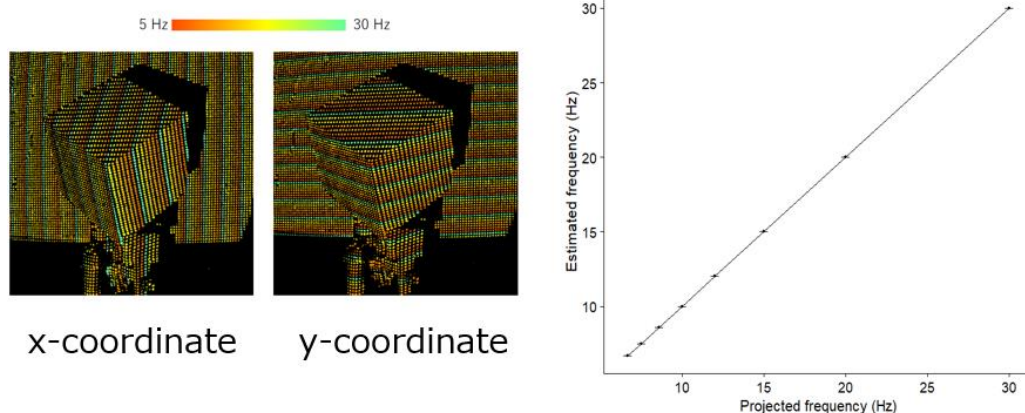 5 Hz 30 Hz
x-coordinate
y-coordinate
Estimated frequency (Hz)
30
25
20
15
10
10 15 20 25 30
Projected frequency (Hz)